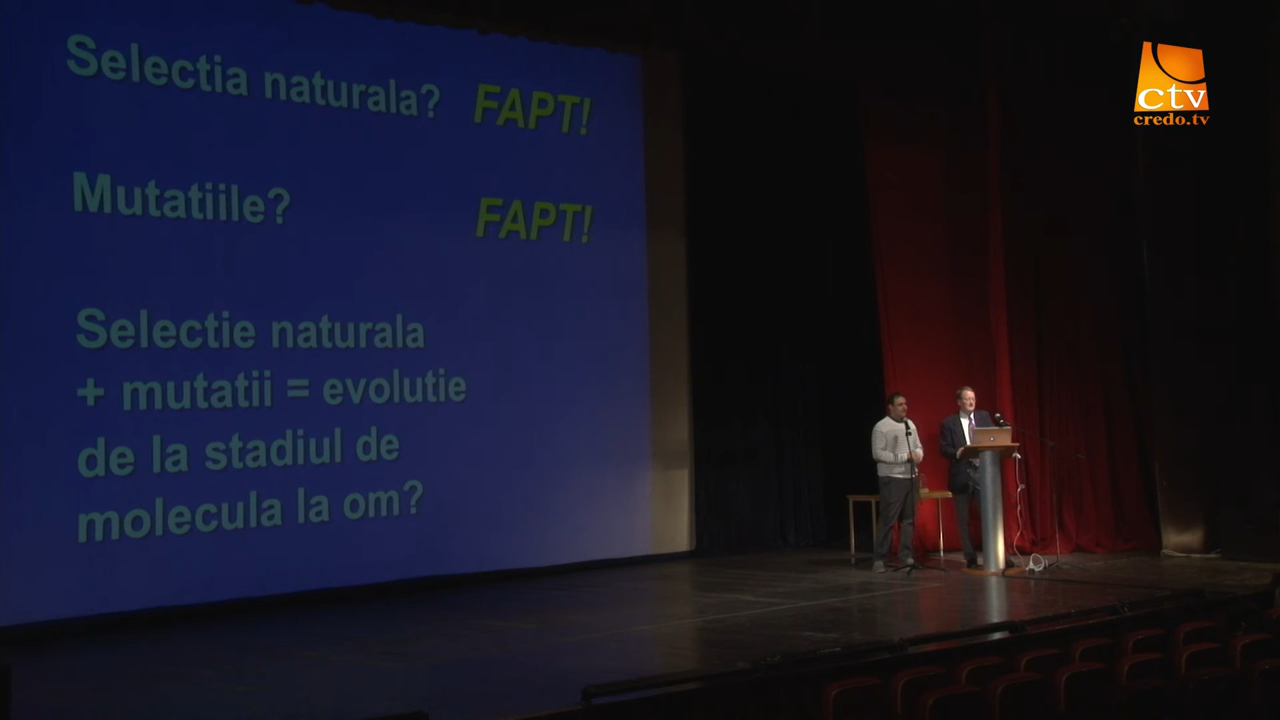 Selectia naturala? FAPT!
Mutatiile? FAPT!
Selectie naturala
+ mutatii = evolutie
de la stadiul de
molecula la om?
ctv
credo.tv